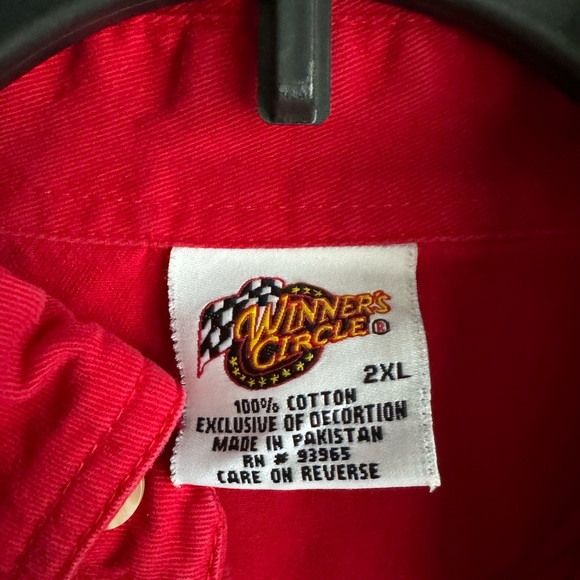 WINNER'S
CIRCLE ®
2XL
100% COTTON
EXCLUSIVE OF DECORTION
MADE IN PAKISTAN
RN # 93965
CARE ON REVERSE